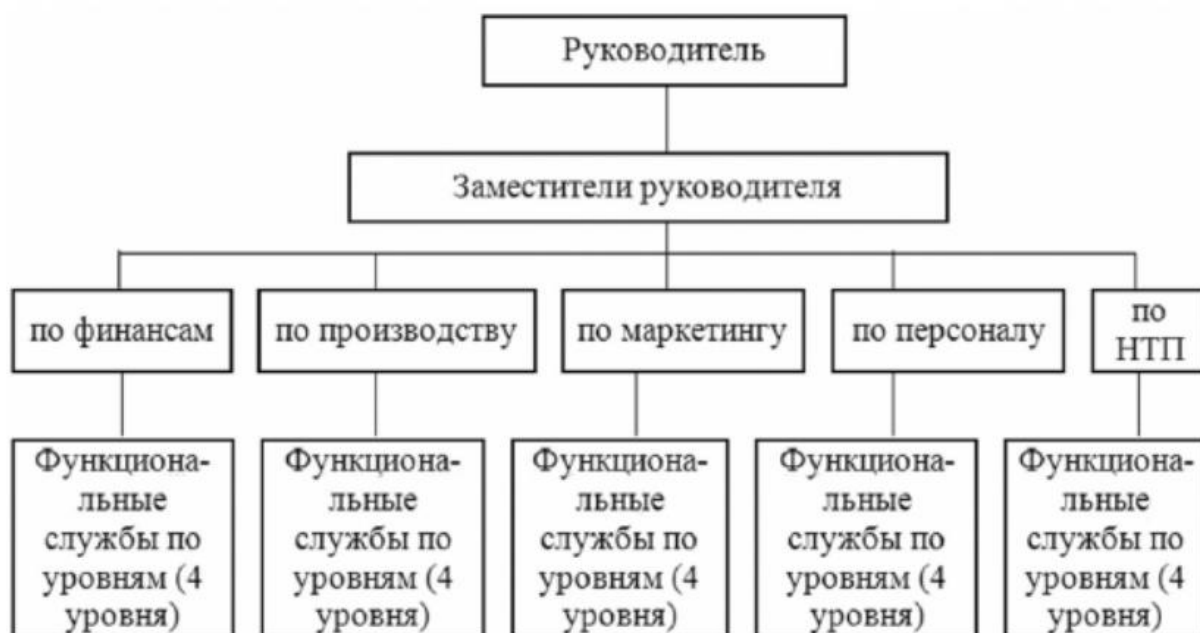 Руководитель
Заместители руководителя
по финансам
по производству
по маркетингу
по персоналу
по
НТП
Функциона-
льные
службы по
уровням (4
уровня)
Функциона-
льные
службы по
уровням (4
уровня)
Функциона-
льные
службы по
уровням (4
уровня)
Функциона-
льные
службы по
уровням (4
уровня)
Функциона-
льные
службы по
уровням (4
уровня)